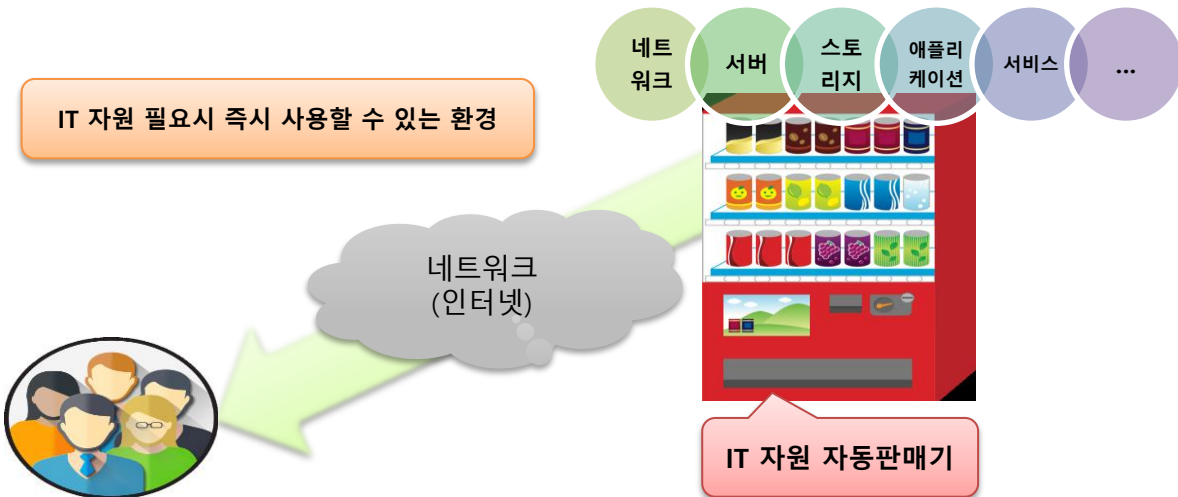 네트
워크
서버
스토
리지
애플리
케이션
서비스
...
IT 자원 필요시 즉시 사용할 수 있는 환경
네트워크
(인터넷)
IT 자원 자동판매기